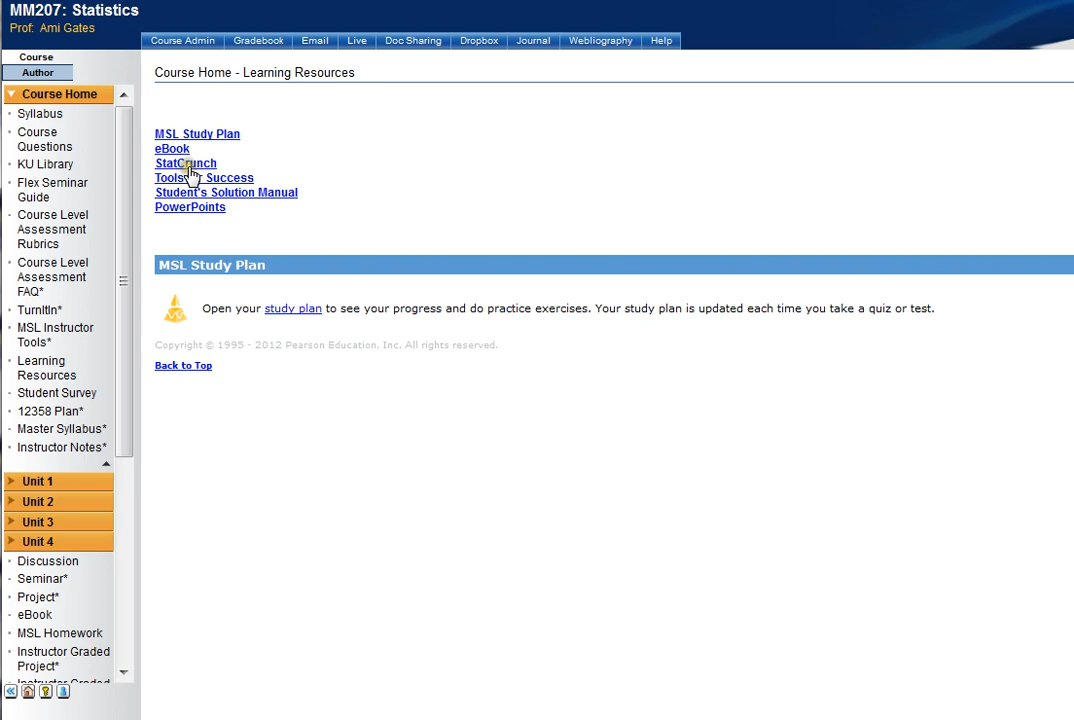 MM207: Statistics
Prof: Ami Gates
Course Admin
Gradebook
Email
Live
Doc Sharing
Dropbox
Journal
Webliography
Help
Course
Author
Course Home
Syllabus
Course
Questions
KU Library
Flex Seminar
Guide
Course Level
Assessment
Rubrics
Course Level
Assessment
FAQ*
TurnItIn*
MSL Instructor
Tools*
Learning
Resources
Student Survey
12358 Plan*
Master Syllabus*
Instructor Notes*
Unit 1
Unit 2
Unit 3
Unit 4
Discussion
Seminar*
Project*
eBook
MSL Homework
Instructor Graded
Project*
Course Home - Learning Resources
MSL Study Plan
eBook
StatCrunch
Tools for Success
Student's Solution Manual
PowerPoints
MSL Study Plan
Open your study plan to see your progress and do practice exercises. Your study plan is updated each time you take a quiz or test.
Copyright © 1995 - 2012 Pearson Education, Inc. All rights reserved.
Back to Top